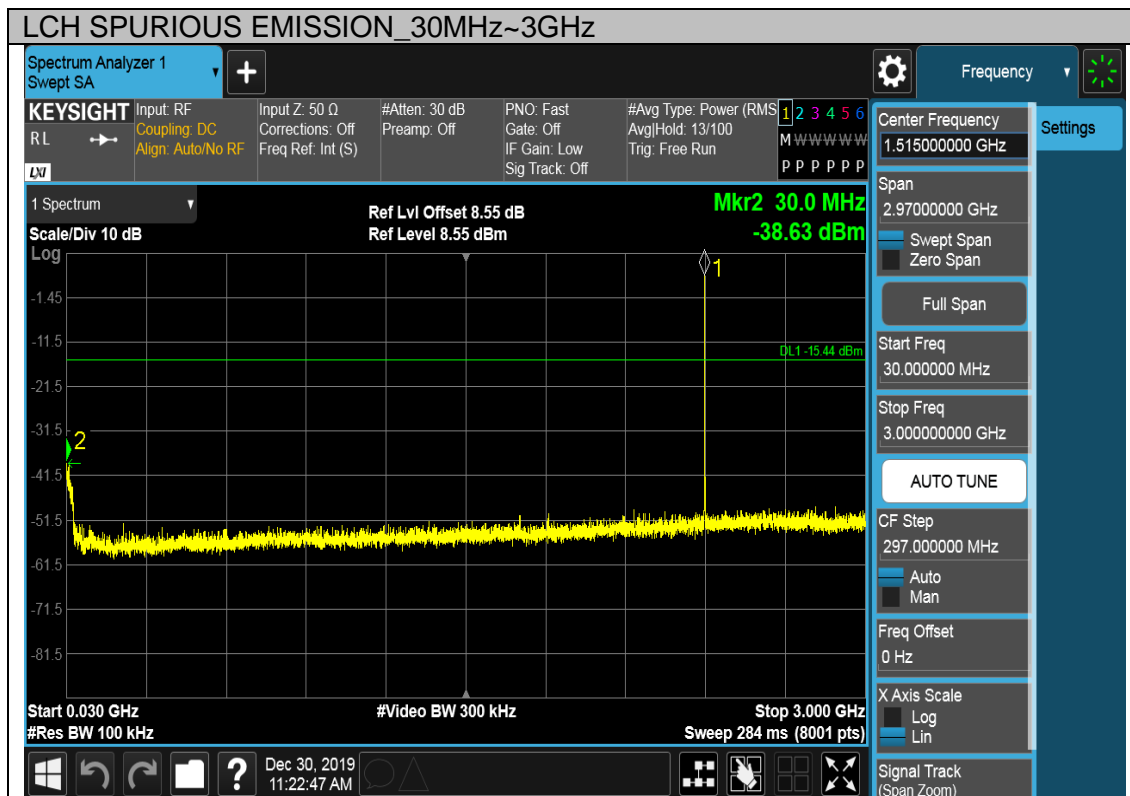 LCH SPURIOUS EMISSION_30MHz~3GHz
Spectrum Analyzer 1
Swept SA
+
Frequency
KEYSIGHT
R L
LXI
Input: RF
Coupling: DC
Align: Auto/No RF
Input Z: 50 Ω
Corrections: Off
Freq Ref: Int (S)
#Atten: 30 dB
Preamp: Off
PNO: Fast
Gate: Off
IF Gain: Low
Sig Track: Off
#Avg Type: Power (RMS
Avg|Hold: 13/100
Trig: Free Run
1 2 3 4 5 6
M W W W W W
P P P P P P
1 Spectrum
Scale/Div 10 dB
Log
Ref Lvl Offset 8.55 dB
Ref Level 8.55 dBm
Mkr2 30.0 MHz
-38.63 dBm
1
-1.45
-11.5
DL1 -15.44 dBm
-21.5
-31.5
2
-41.5
-51.5
-61.5
-71.5
-81.5
Start 0.030 GHz
#Res BW 100 kHz
#Video BW 300 kHz
Stop 3.000 GHz
Sweep 284 ms (8001 pts)
Center Frequency
1.515000000 GHz
Settings
Span
2.97000000 GHz
Swept Span
Zero Span
Full Span
Start Freq
30.000000 MHz
Stop Freq
3.000000000 GHz
AUTO TUNE
CF Step
297.000000 MHz
Auto
Man
Freq Offset
0 Hz
X Axis Scale
Log
Lin
Signal Track
(Span Zoom)
?
Dec 30, 2019
11:22:47 AM